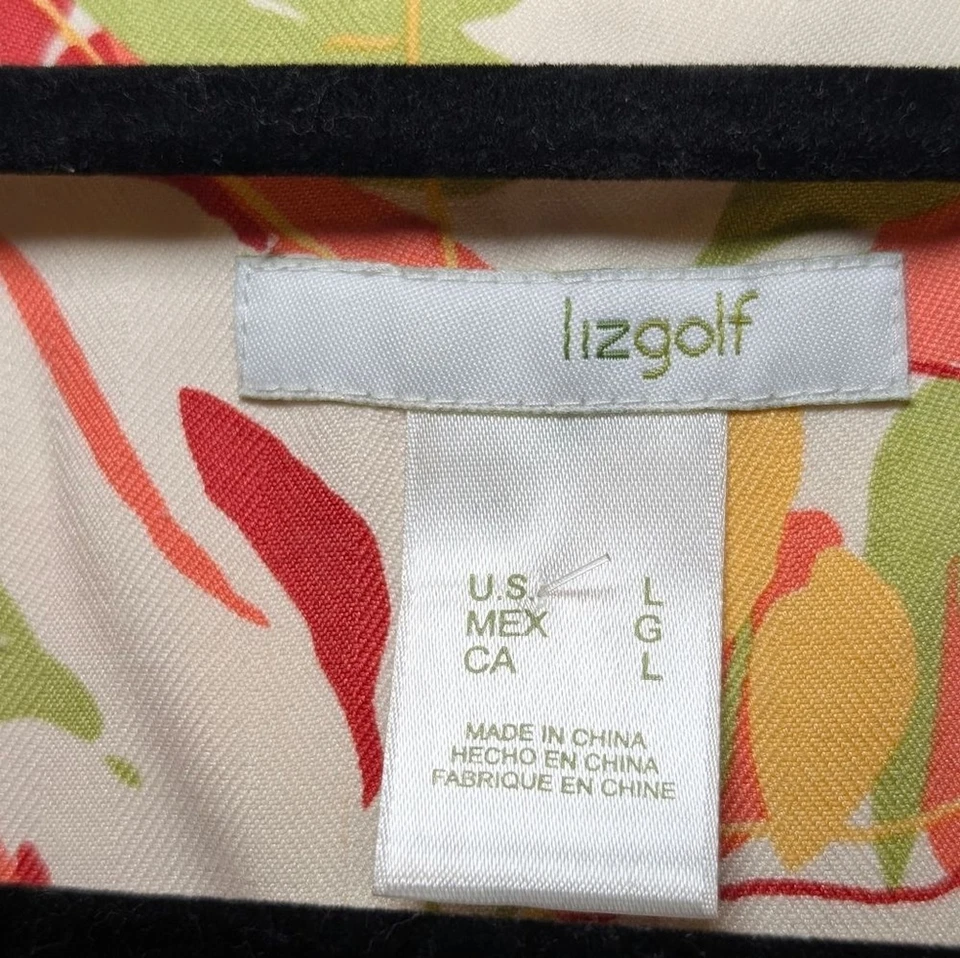 lizgolf
U.S. L
MEX G
CA L
MADE IN CHINA
HECHO EN CHINA
FABRIQUE EN CHINE